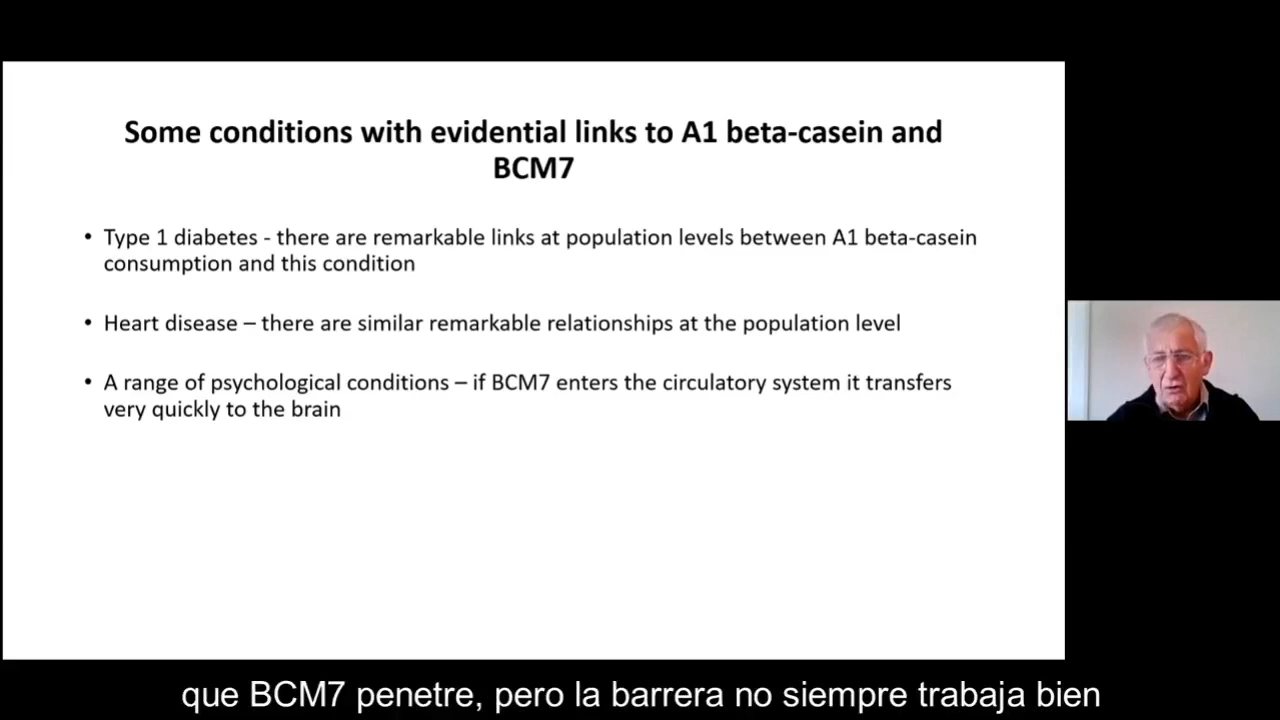 Some conditions with evidential links to A1 beta-casein and
BCM7
• Type 1 diabetes - there are remarkable links at population levels between A1 beta-casein
consumption and this condition
• Heart disease – there are similar remarkable relationships at the population level
• A range of psychological conditions – if BCM7 enters the circulatory system it transfers
very quickly to the brain
que BCM7 penetre, pero la barrera no siempre trabaja bien